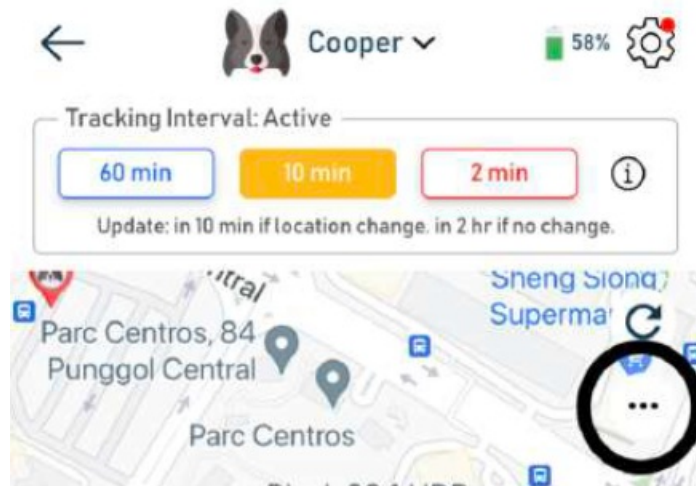 Cooper
58%
Tracking Interval: Active
60 min
10 min
2 min
Update: in 10 min if location change. in 2 hr if no change.
Sheng Siong
Parc Centros, 84
Punggol Central
Parc Centros